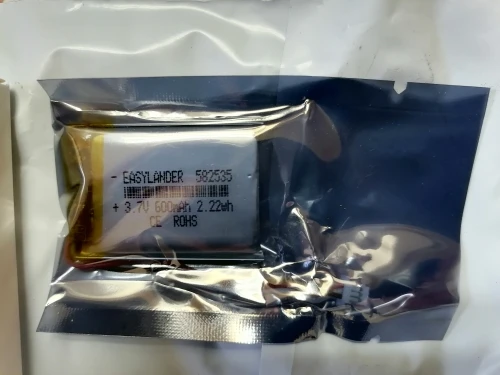 - EASYLANDER 582535
+ 3.7V 600mAh 2.22wh
CE ROHS